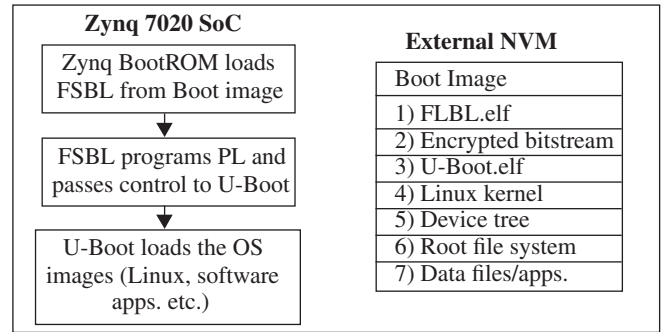 Zynq 7020 SoC
Zynq BootROM loads
FSBL from Boot image
FSBL programs PL and
passes control to U-Boot
U-Boot loads the OS
images (Linux, software
apps. etc.)
External NVM
Boot Image
1) FLBL.elf
2) Encrypted bitstream
3) U-Boot.elf
4) Linux kernel
5) Device tree
6) Root file system
7) Data files/apps.